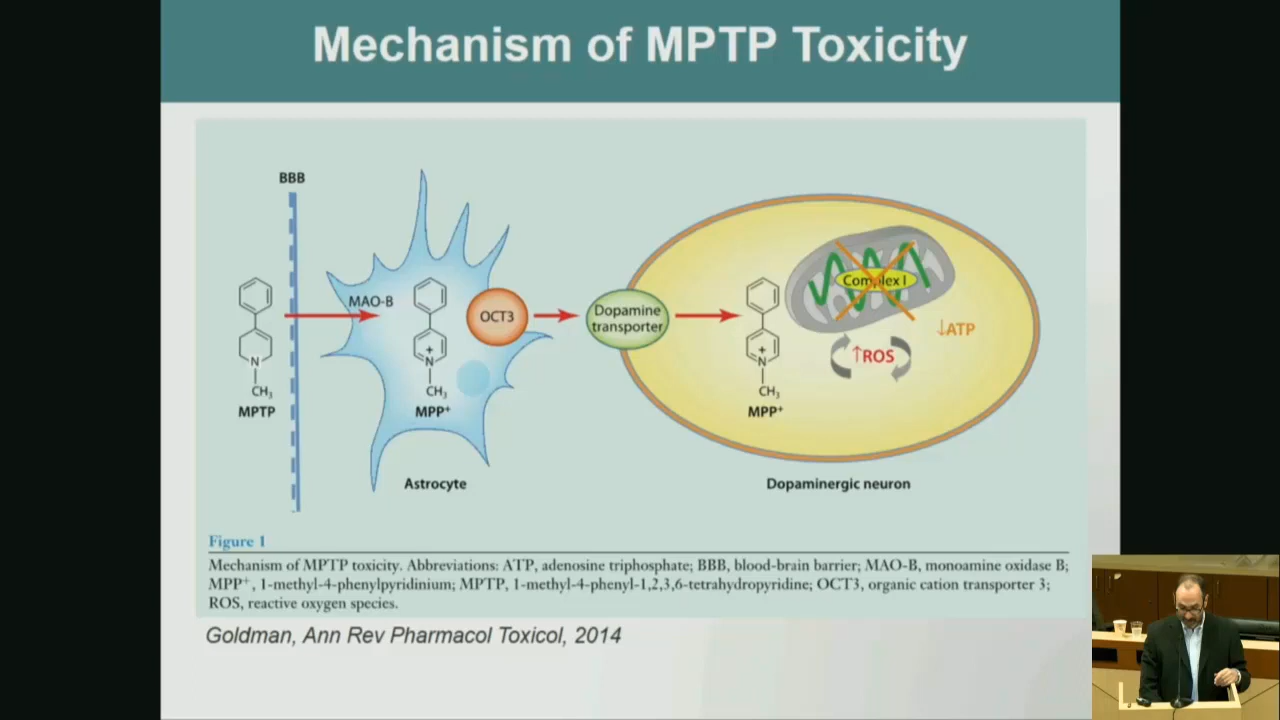 Mechanism of MPTP Toxicity
BBB
MAO-B
OCT3
Dopamine
transporter
Complex I
↓ATP
↑ROS
N
CH3
MPTP
+
N
CH3
MPP+
+
N
CH3
MPP+
Astrocyte
Dopaminergic neuron
Figure 1
Mechanism of MPTP toxicity. Abbreviations: ATP, adenosine triphosphate; BBB, blood-brain barrier; MAO-B, monoamine oxidase B;
MPP+, 1-methyl-4-phenylpyridinium; MPTP, 1-methyl-4-phenyl-1,2,3,6-tetrahydropyridine; OCT3, organic cation transporter 3;
ROS, reactive oxygen species.
Goldman, Ann Rev Pharmacol Toxicol, 2014